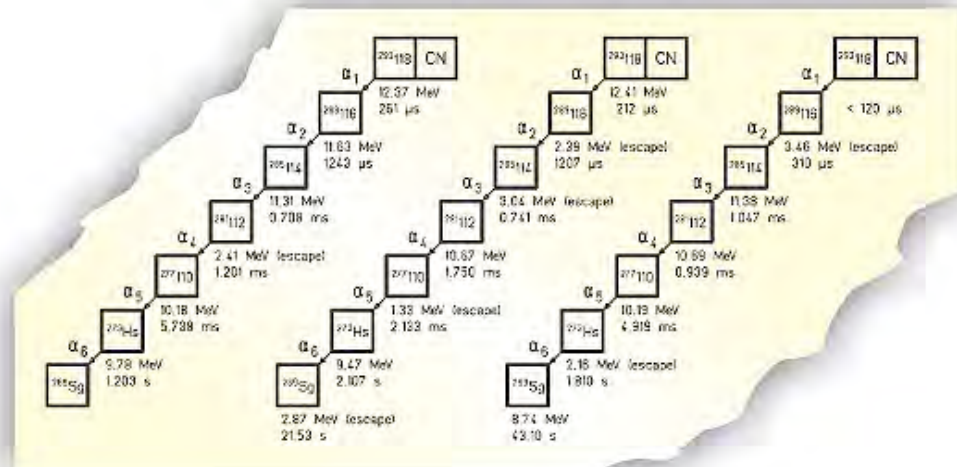 ²⁹³118 CN
α₁
12.37 MeV
261 µs
²⁸⁹116
α₂
11.63 MeV
1243 µs
²⁸⁵114
α₃
11.31 MeV
0.708 ms
²⁸¹112
α₄
2.41 MeV (escape)
1.201 ms
²⁷⁷110
α₅
10.18 MeV
5.738 ms
²⁷³Hs
α₆
9.78 MeV
1.203 s
²⁶⁹Sg
²⁹³118 CN
α₁
12.41 MeV
212 µs
²⁸⁹116
α₂
2.39 MeV (escape)
1207 µs
²⁸⁵114
α₃
3.04 MeV (escape)
0.741 ms
²⁸¹112
α₄
10.67 MeV
1.750 ms
²⁷⁷110
α₅
1.33 MeV (escape)
2.133 ms
²⁷³Hs
α₆
9.47 MeV
2.107 s
²⁶⁹Sg
2.87 MeV (escape)
21.53 s
²⁹³118 CN
α₁
< 120 µs
²⁸⁹116
α₂
3.46 MeV (escape)
310 µs
²⁸⁵114
α₃
11.38 MeV
1.047 ms
²⁸¹112
α₄
10.69 MeV
0.939 ms
²⁷⁷110
α₅
10.19 MeV
4.919 ms
²⁷³Hs
α₆
2.16 MeV (escape)
1.810 s
²⁶⁹Sg
8.74 MeV
43.10 s